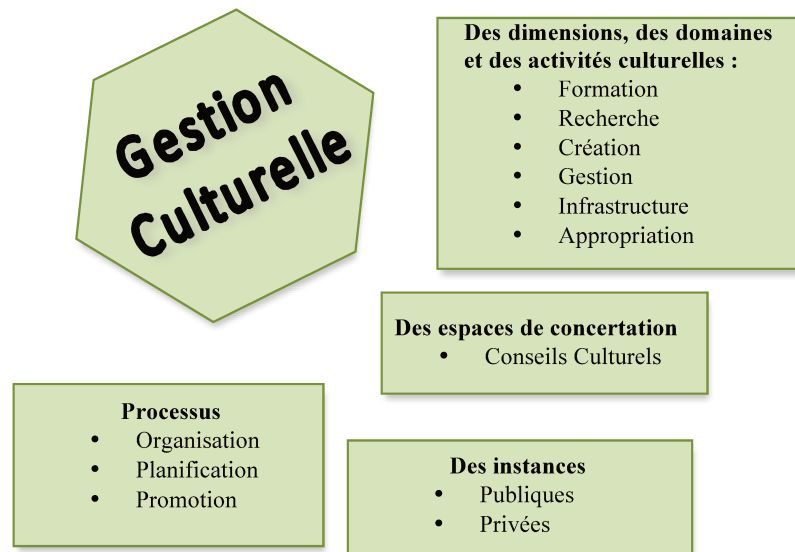 Gestion
Culturelle
Des dimensions, des domaines
et des activités culturelles :
• Formation
• Recherche
• Création
• Gestion
• Infrastructure
• Appropriation
Des espaces de concertation
• Conseils Culturels
Processus
• Organisation
• Planification
• Promotion
Des instances
• Publiques
• Privées